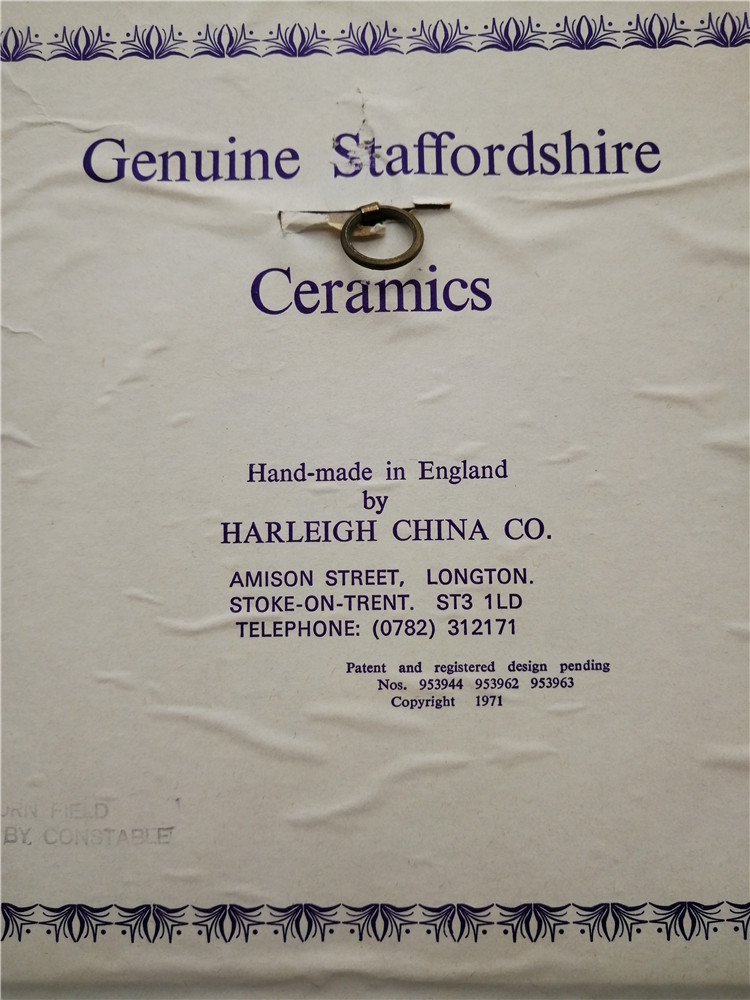 Genuine Staffordshire
Ceramics
Hand-made in England
by
HARLEIGH CHINA CO.
AMISON STREET, LONGTON.
STOKE-ON-TRENT. ST3 1LD
TELEPHONE: (0782) 312171
Patent and registered design pending
Nos. 953944 953962 953963
Copyright 1971
FIELD
BY CONSTABLE